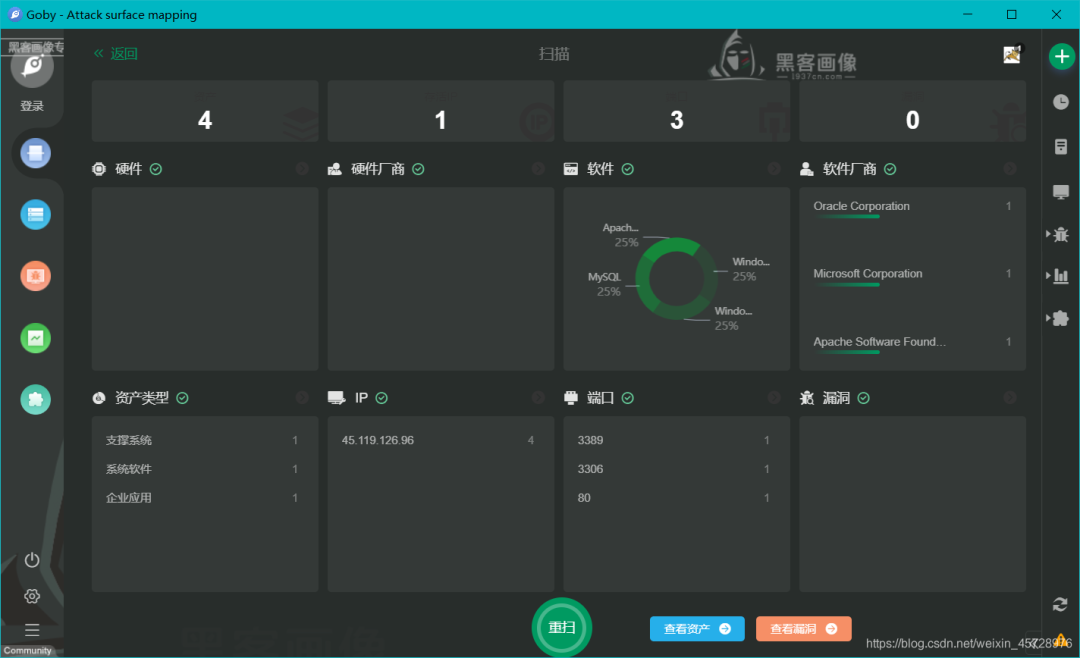 Goby - Attack surface mapping
黑客画像专
返回
扫描
黑客画像
1937cn.com
登录
4
1
3
0
硬件
硬件厂商
软件
软件厂商
Apach...
25%
MySQL
25%
Windo...
25%
Windo...
25%
Oracle Corporation 1
Microsoft Corporation 1
Apache Software Found... 1
资产类型
IP
端口
漏洞
支撑系统 1
系统软件 1
企业应用 1
45.119.126.96 4
3389 1
3306 1
80 1
重扫
查看资产
查看漏洞
黑客画像
Community